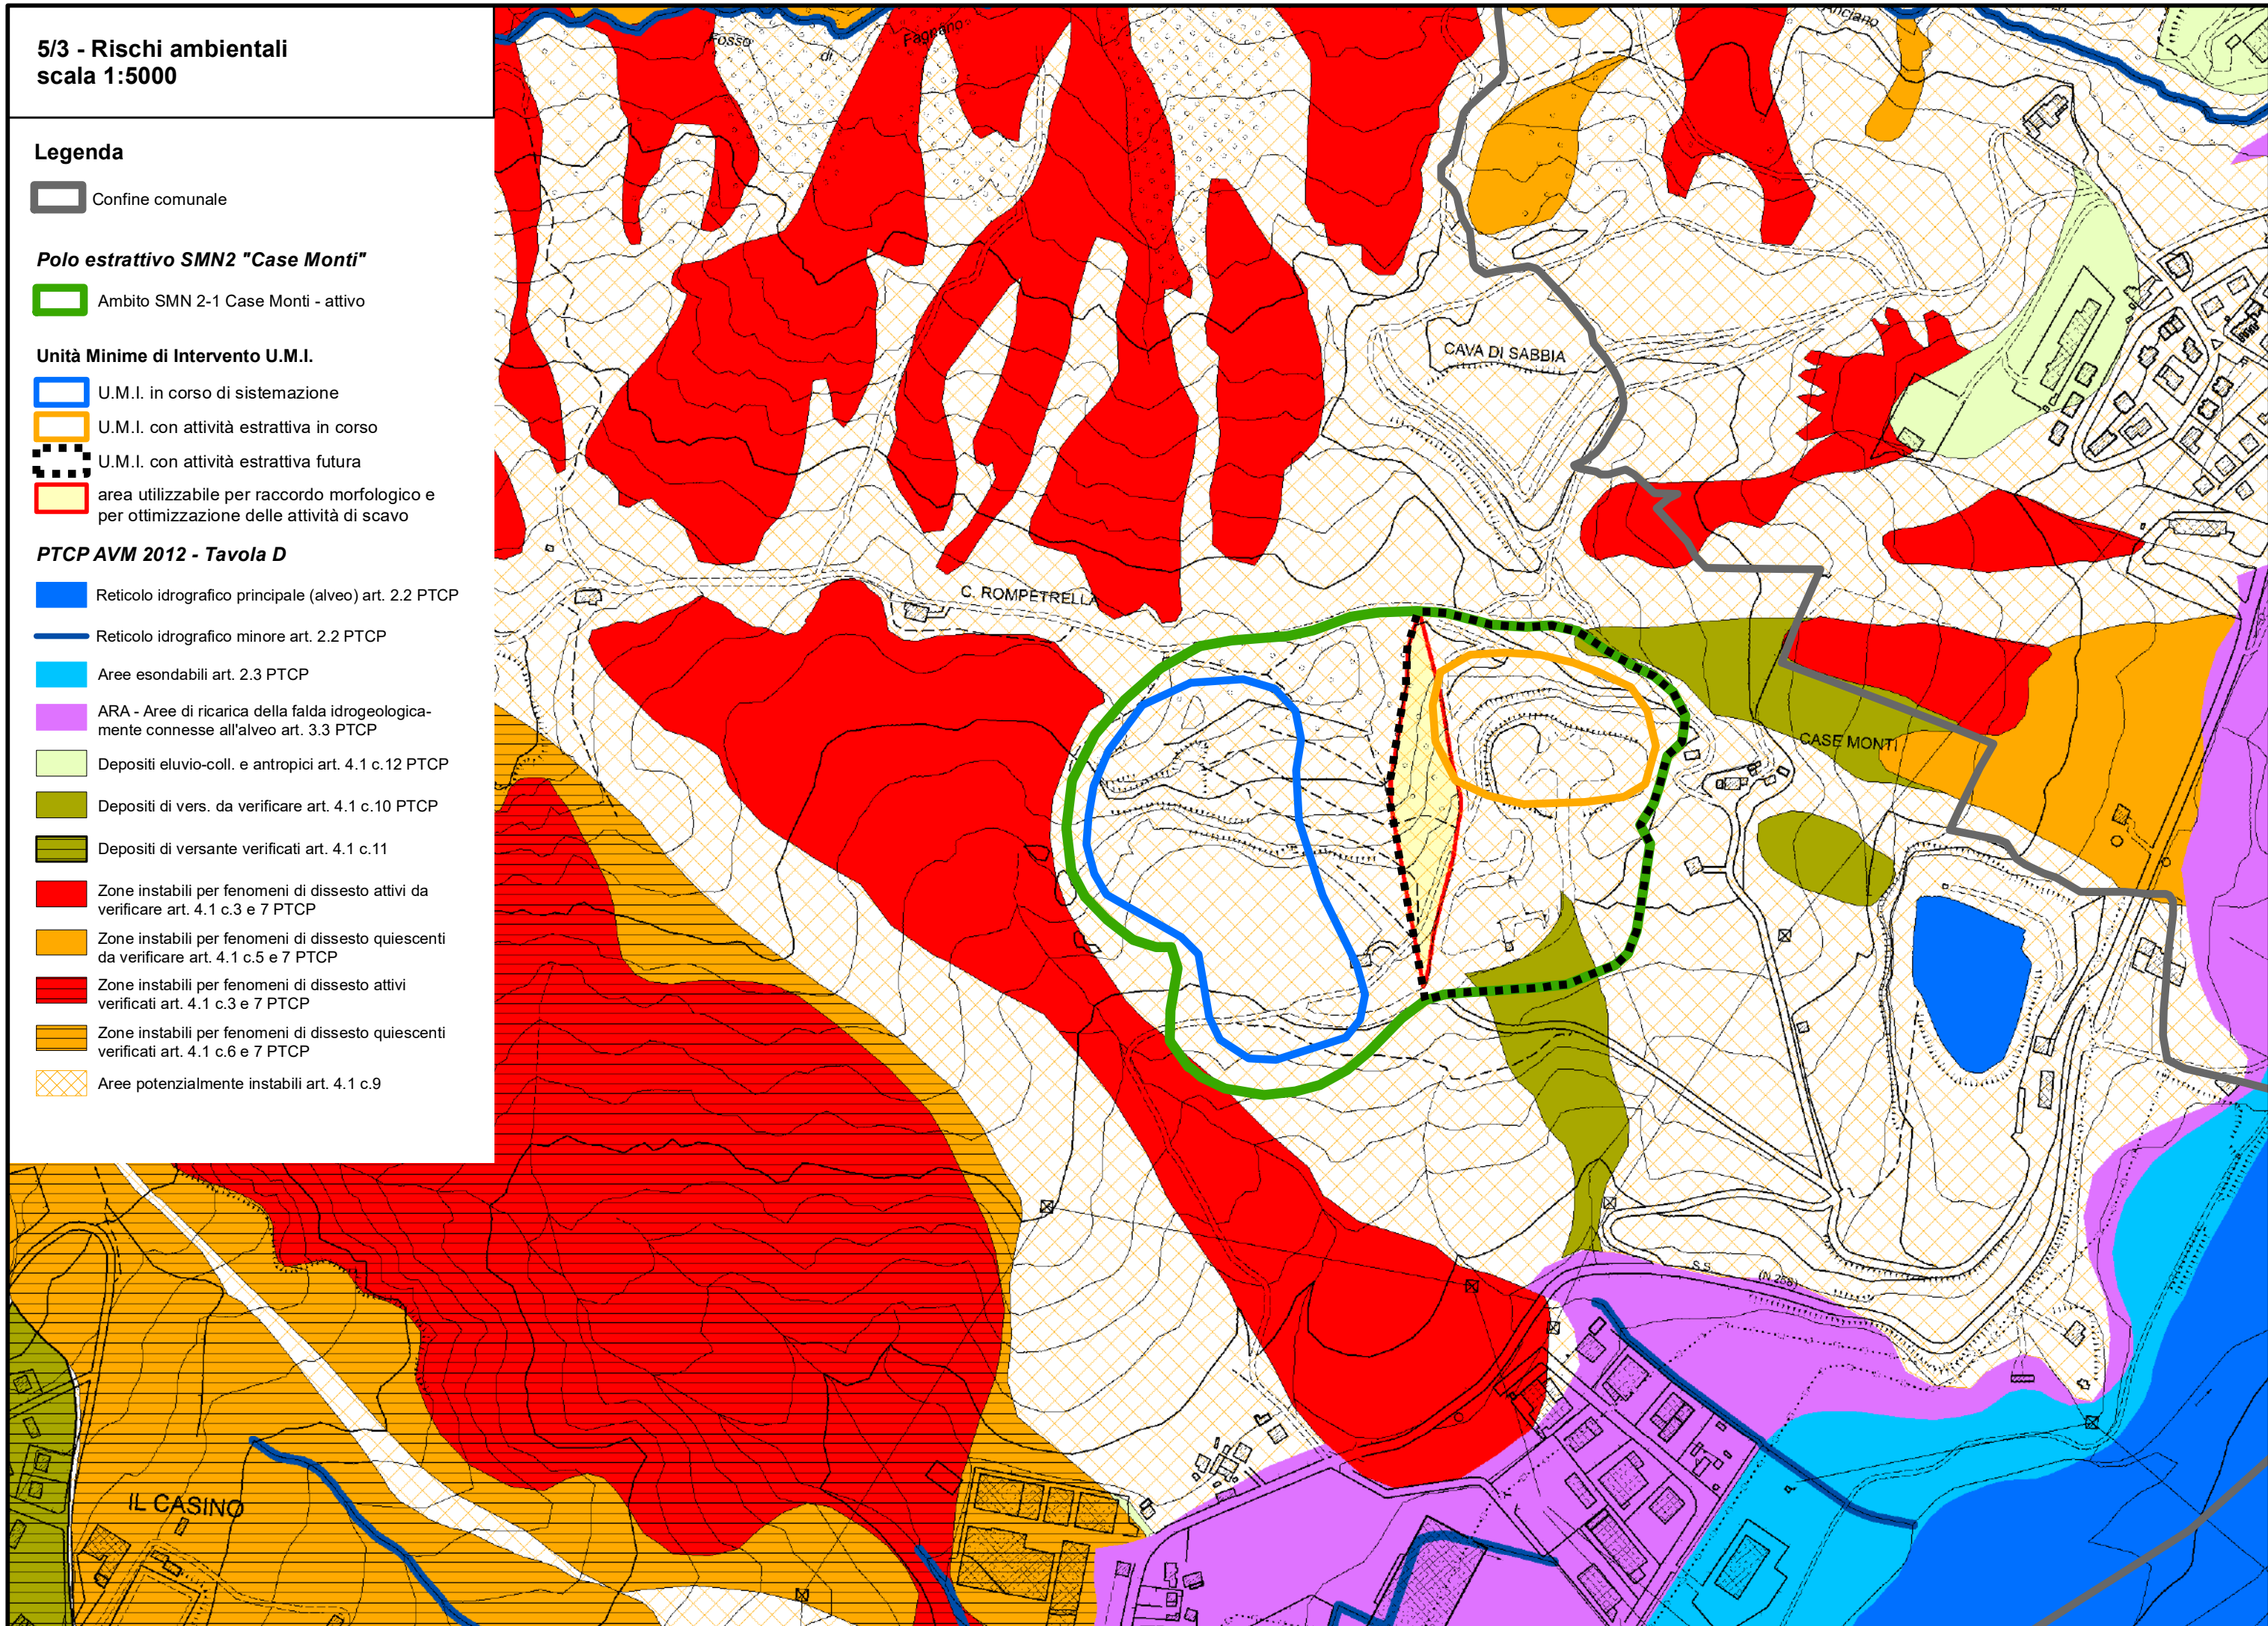 5/3 - Rischi ambientali
scala 1:5000
Legenda
Confine comunale
Polo estrattivo SMN2 "Case Monti"
Ambito SMN 2-1 Case Monti - attivo
Unità Minime di Intervento U.M.I.
U.M.I. in corso di sistemazione
U.M.I. con attività estrattiva in corso
U.M.I. con attività estrattiva futura
area utilizzabile per raccordo morfologico e
per ottimizzazione delle attività di scavo
PTCP AVM 2012 - Tavola D
Reticolo idrografico principale (alveo) art. 2.2 PTCP
Reticolo idrografico minore art. 2.2 PTCP
Aree esondabili art. 2.3 PTCP
ARA - Aree di ricarica della falda idrogeologica-
mente connesse all'alveo art. 3.3 PTCP
Depositi eluvio-coll. e antropici art. 4.1 c.12 PTCP
Depositi di vers. da verificare art. 4.1 c.10 PTCP
Depositi di versante verificati art. 4.1 c.11
Zone instabili per fenomeni di dissesto attivi da
verificare art. 4.1 c.3 e 7 PTCP
Zone instabili per fenomeni di dissesto quiescenti
da verificare art. 4.1 c.5 e 7 PTCP
Zone instabili per fenomeni di dissesto attivi
verificati art. 4.1 c.3 e 7 PTCP
Zone instabili per fenomeni di dissesto quiescenti
verificati art. 4.1 c.6 e 7 PTCP
Aree potenzialmente instabili art. 4.1 c.9
Fosso di Fagnano
Anciano
CAVA DI SABBIA
C. ROMPETRELLA
CASE MONTI
S.S. (N.258)
IL CASINO